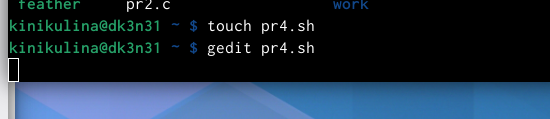 feather pr2.c work
kinikulina@dk3n31 ~ $ touch pr4.sh
kinikulina@dk3n31 ~ $ gedit pr4.sh